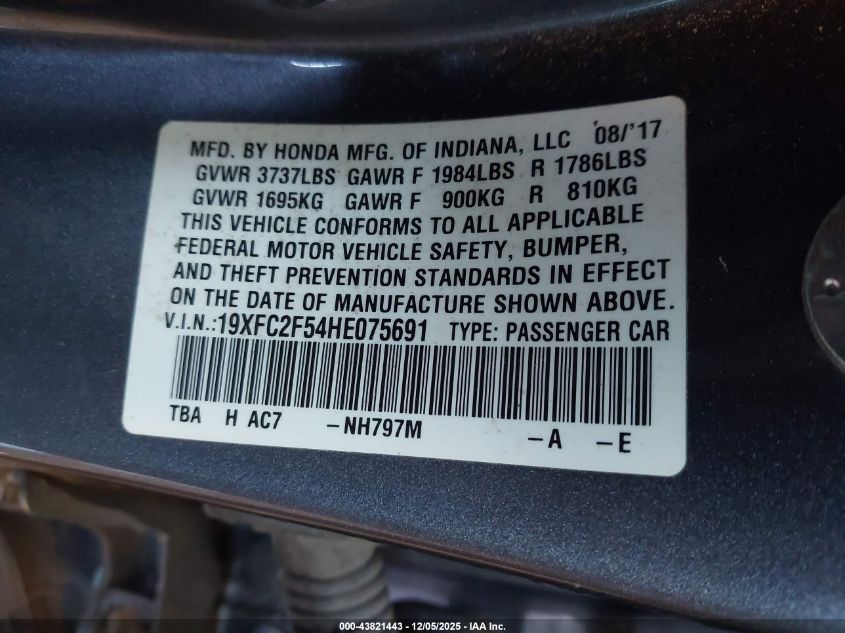 MFD. BY HONDA MFG. OF INDIANA, LLC '08/'17
GVWR 3737LBS GAWR F 1984LBS R 1786LBS
GVWR 1695KG GAWR F 900KG R 810KG
THIS VEHICLE CONFORMS TO ALL APPLICABLE
FEDERAL MOTOR VEHICLE SAFETY, BUMPER,
AND THEFT PREVENTION STANDARDS IN EFFECT
ON THE DATE OF MANUFACTURE SHOWN ABOVE.
V.I.N.:19XFC2F54HE075691 TYPE: PASSENGER CAR
TBA H AC7 -NH797M -A -E
000-43821443 - 12/05/2025 - IAA Inc.